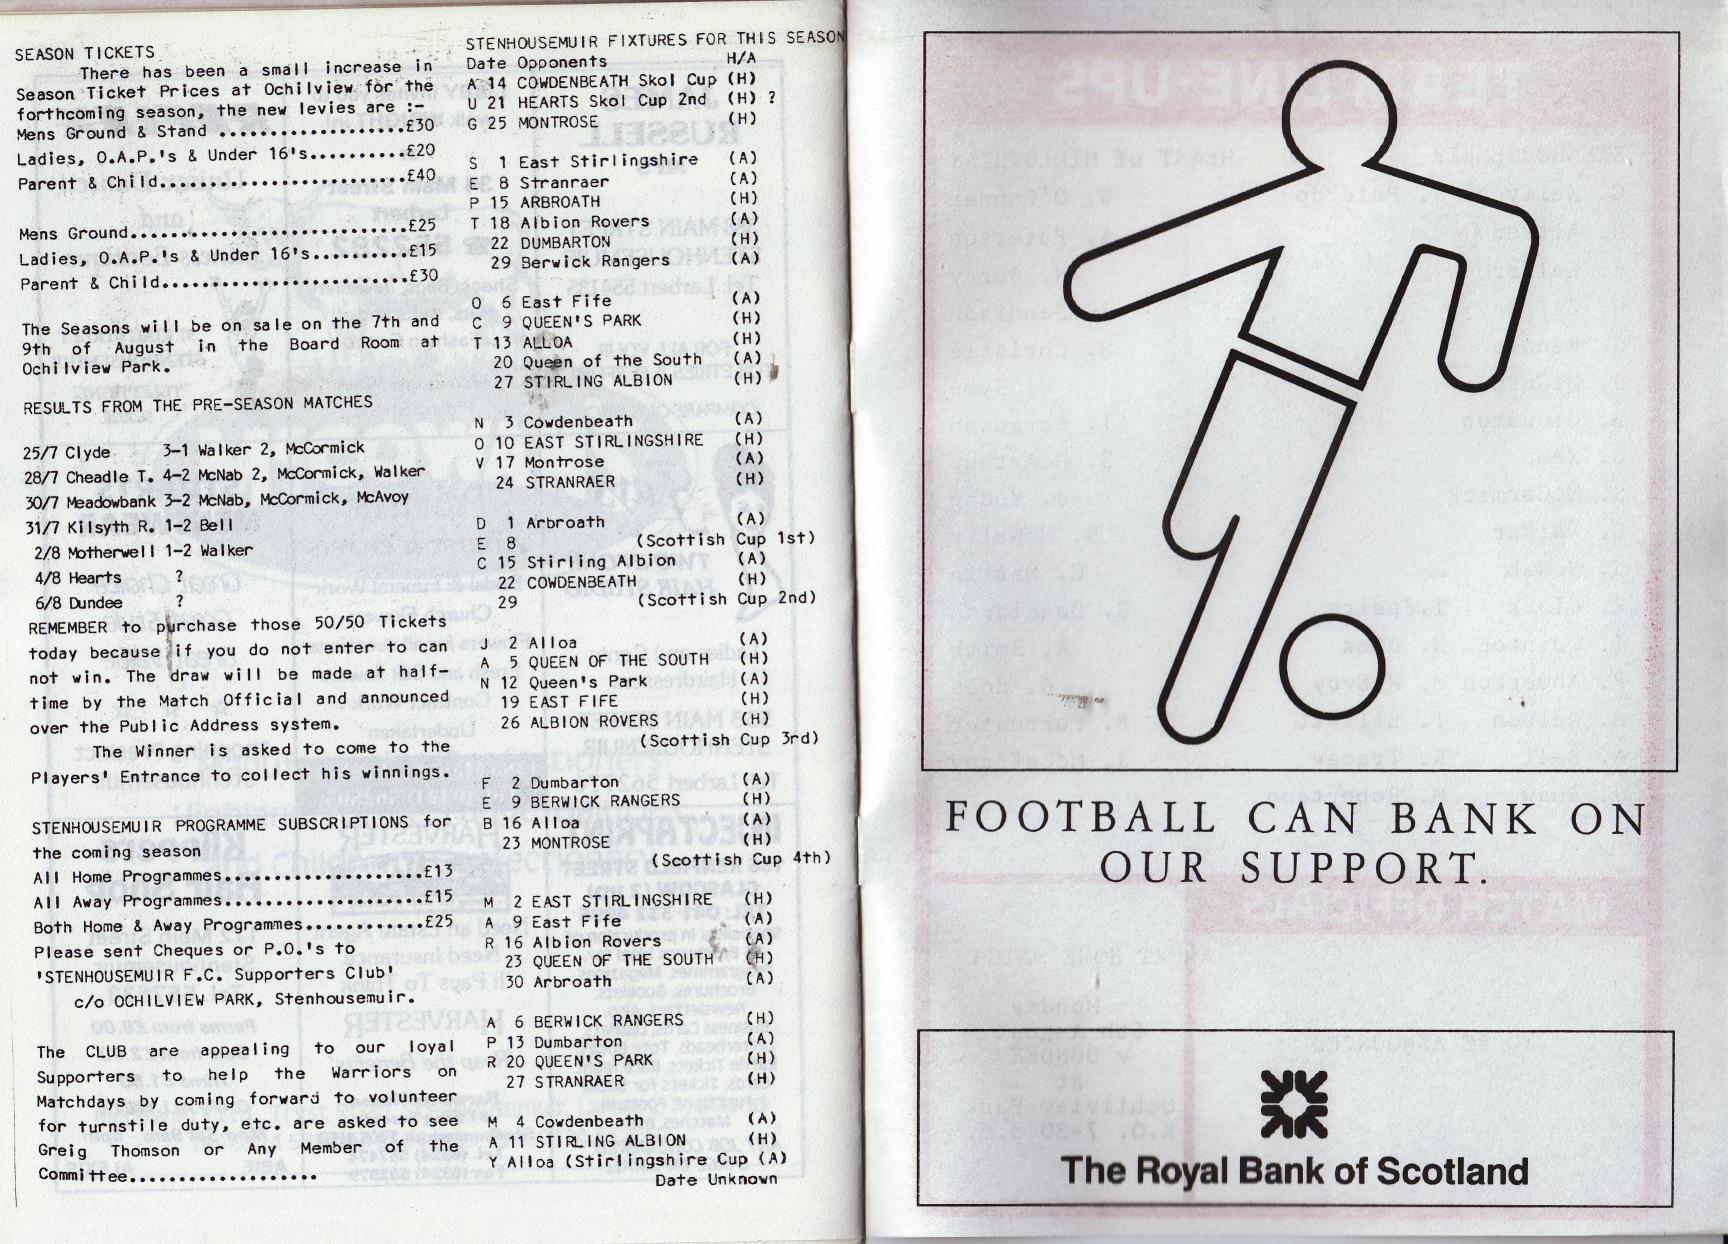 SEASON TICKETS
There has been a small increase in
Season Ticket Prices at Ochilview for the
forthcoming season, the new levies are :-
Mens Ground & Stand ..................£30
Ladies, O.A.P.'s & Under 16's..........£20
Parent & Child.........................£40
Mens Ground............................£25
Ladies, O.A.P.'s & Under 16's..........£15
Parent & Child.........................£30
The Seasons will be on sale on the 7th and
9th of August in the Board Room at
Ochilview Park.
RESULTS FROM THE PRE-SEASON MATCHES
25/7 Clyde 3-1 Walker 2, McCormick
28/7 Cheadle T. 4-2 McNab 2, McCormick, Walker
30/7 Meadowbank 3-2 McNab, McCormick, McAvoy
31/7 Kilsyth R. 1-2 Bell
2/8 Motherwell 1-2 Walker
4/8 Hearts ?
6/8 Dundee ?
REMEMBER to purchase those 50/50 Tickets
today because if you do not enter to can
not win. The draw will be made at half-
time by the Match Official and announced
over the Public Address system.
The Winner is asked to come to the
Players' Entrance to collect his winnings.
STENHOUSEMUIR PROGRAMME SUBSCRIPTIONS for
the coming season
All Home Programmes.....................£13
All Away Programmes.....................£15
Both Home & Away Programmes............£25
Please sent Cheques or P.O.'s to
'STENHOUSEMUIR F.C. Supporters Club'
c/o OCHILVIEW PARK, Stenhousemuir.
The CLUB are appealing to our loyal
Supporters to help the Warriors on
Matchdays by coming forward to volunteer
for turnstile duty, etc. are asked to see
Greig Thomson or Any Member of the
Committee...................
STENHOUSEMUIR FIXTURES FOR THIS SEASON
Date Opponents H/A
A 14 COWDENBEATH Skol Cup (H)
U 21 HEARTS Skol Cup 2nd (H) ?
G 25 MONTROSE (H)
S 1 East Stirlingshire (A)
E 8 Stranraer (A)
P 15 ARBROATH (H)
T 18 Albion Rovers (A)
22 DUMBARTON (H)
29 Berwick Rangers (A)
O 6 East Fife (A)
C 9 QUEEN'S PARK (H)
T 13 ALLOA (H)
20 Queen of the South (A)
27 STIRLING ALBION (H)
N 3 Cowdenbeath (A)
O 10 EAST STIRLINGSHIRE (H)
V 17 Montrose (A)
24 STRANRAER (H)
D 1 Arbroath (A)
E 8 (Scottish Cup 1st)
C 15 Stirling Albion (A)
22 COWDENBEATH (H)
29 (Scottish Cup 2nd)
J 2 Alloa (A)
A 5 QUEEN OF THE SOUTH (H)
N 12 Queen's Park (A)
19 EAST FIFE (H)
26 ALBION ROVERS (H)
(Scottish Cup 3rd)
F 2 Dumbarton (A)
E 9 BERWICK RANGERS (H)
B 16 Alloa (A)
23 MONTROSE (H)
(Scottish Cup 4th)
M 2 EAST STIRLINGSHIRE (H)
A 9 East Fife (A)
R 16 Albion Rovers (A)
23 QUEEN OF THE SOUTH (H)
30 Arbroath (A)
A 6 BERWICK RANGERS (H)
P 13 Dumbarton (A)
R 20 QUEEN'S PARK (H)
27 STRANRAER (H)
M 4 Cowdenbeath (A)
A 11 STIRLING ALBION (H)
Y Alloa (Stirlingshire Cup (A)
Date Unknown
FOOTBALL CAN BANK ON
OUR SUPPORT.
The Royal Bank of Scotland